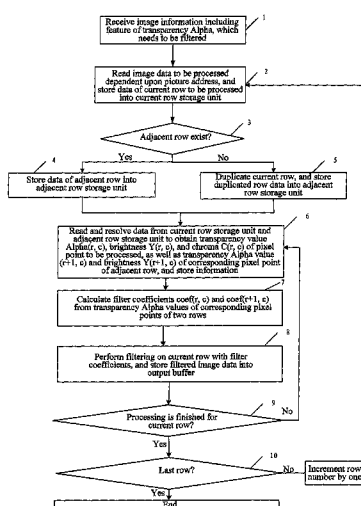 Receive image information including
feature of transparency Alpha, which
needs to be filtered
1
Read image data to be processed
dependent upon picture address, and
store data of current row to be processed
into current row storage unit
2
Adjacent row exist?
3
Yes
No
4
Store data of adjacent row into
adjacent row storage unit
5
Duplicate current row, and store
duplicated row data into adjacent
row storage unit
6
Read and resolve data from current row storage unit and
adjacent row storage unit to obtain transparency value
Alpha(r, c), brightness Y(r, c), and chroma C(r, c) of pixel
point to be processed, as well as transparency Alpha value
(r+1, c) and brightness Y(r+1, c) of corresponding pixel point
of adjacent row, and store information
7
Calculate filter coefficients coef(r, c) and coef(r+1, c)
from transparency Alpha values of corresponding pixel
points of two rows
8
Perform filtering on current row with filter
coefficients, and store filtered image data into
output buffer
9
Processing is finished for
current row?
No
Yes
10
Last row?
No
Increment row
number by one
Yes
End